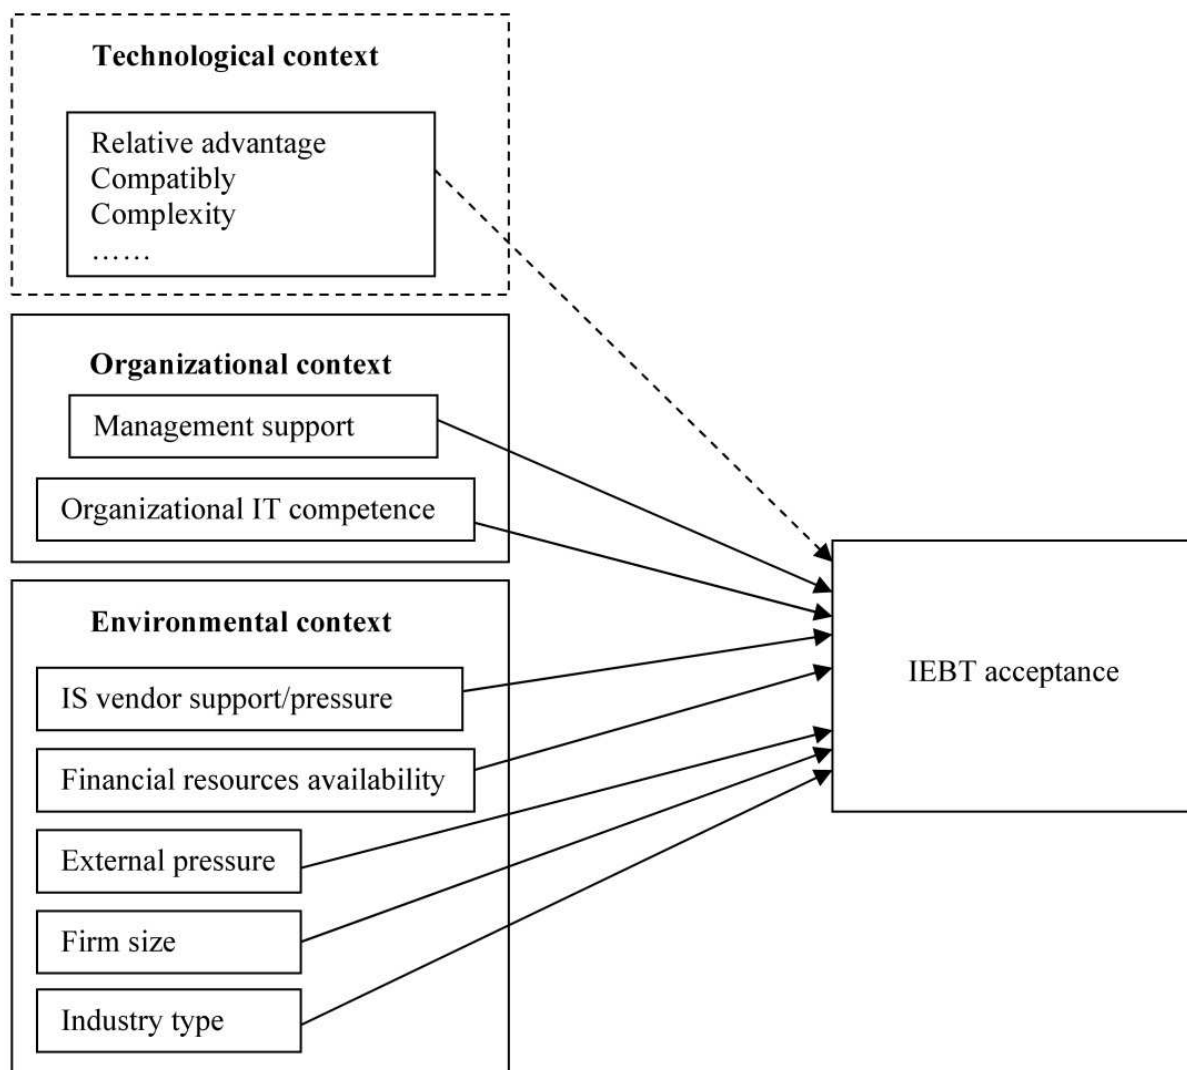 Technological context
Relative advantage
Compatibly
Complexity
……
Organizational context
Management support
Organizational IT competence
Environmental context
IS vendor support/pressure
Financial resources availability
External pressure
Firm size
Industry type
IEBT acceptance